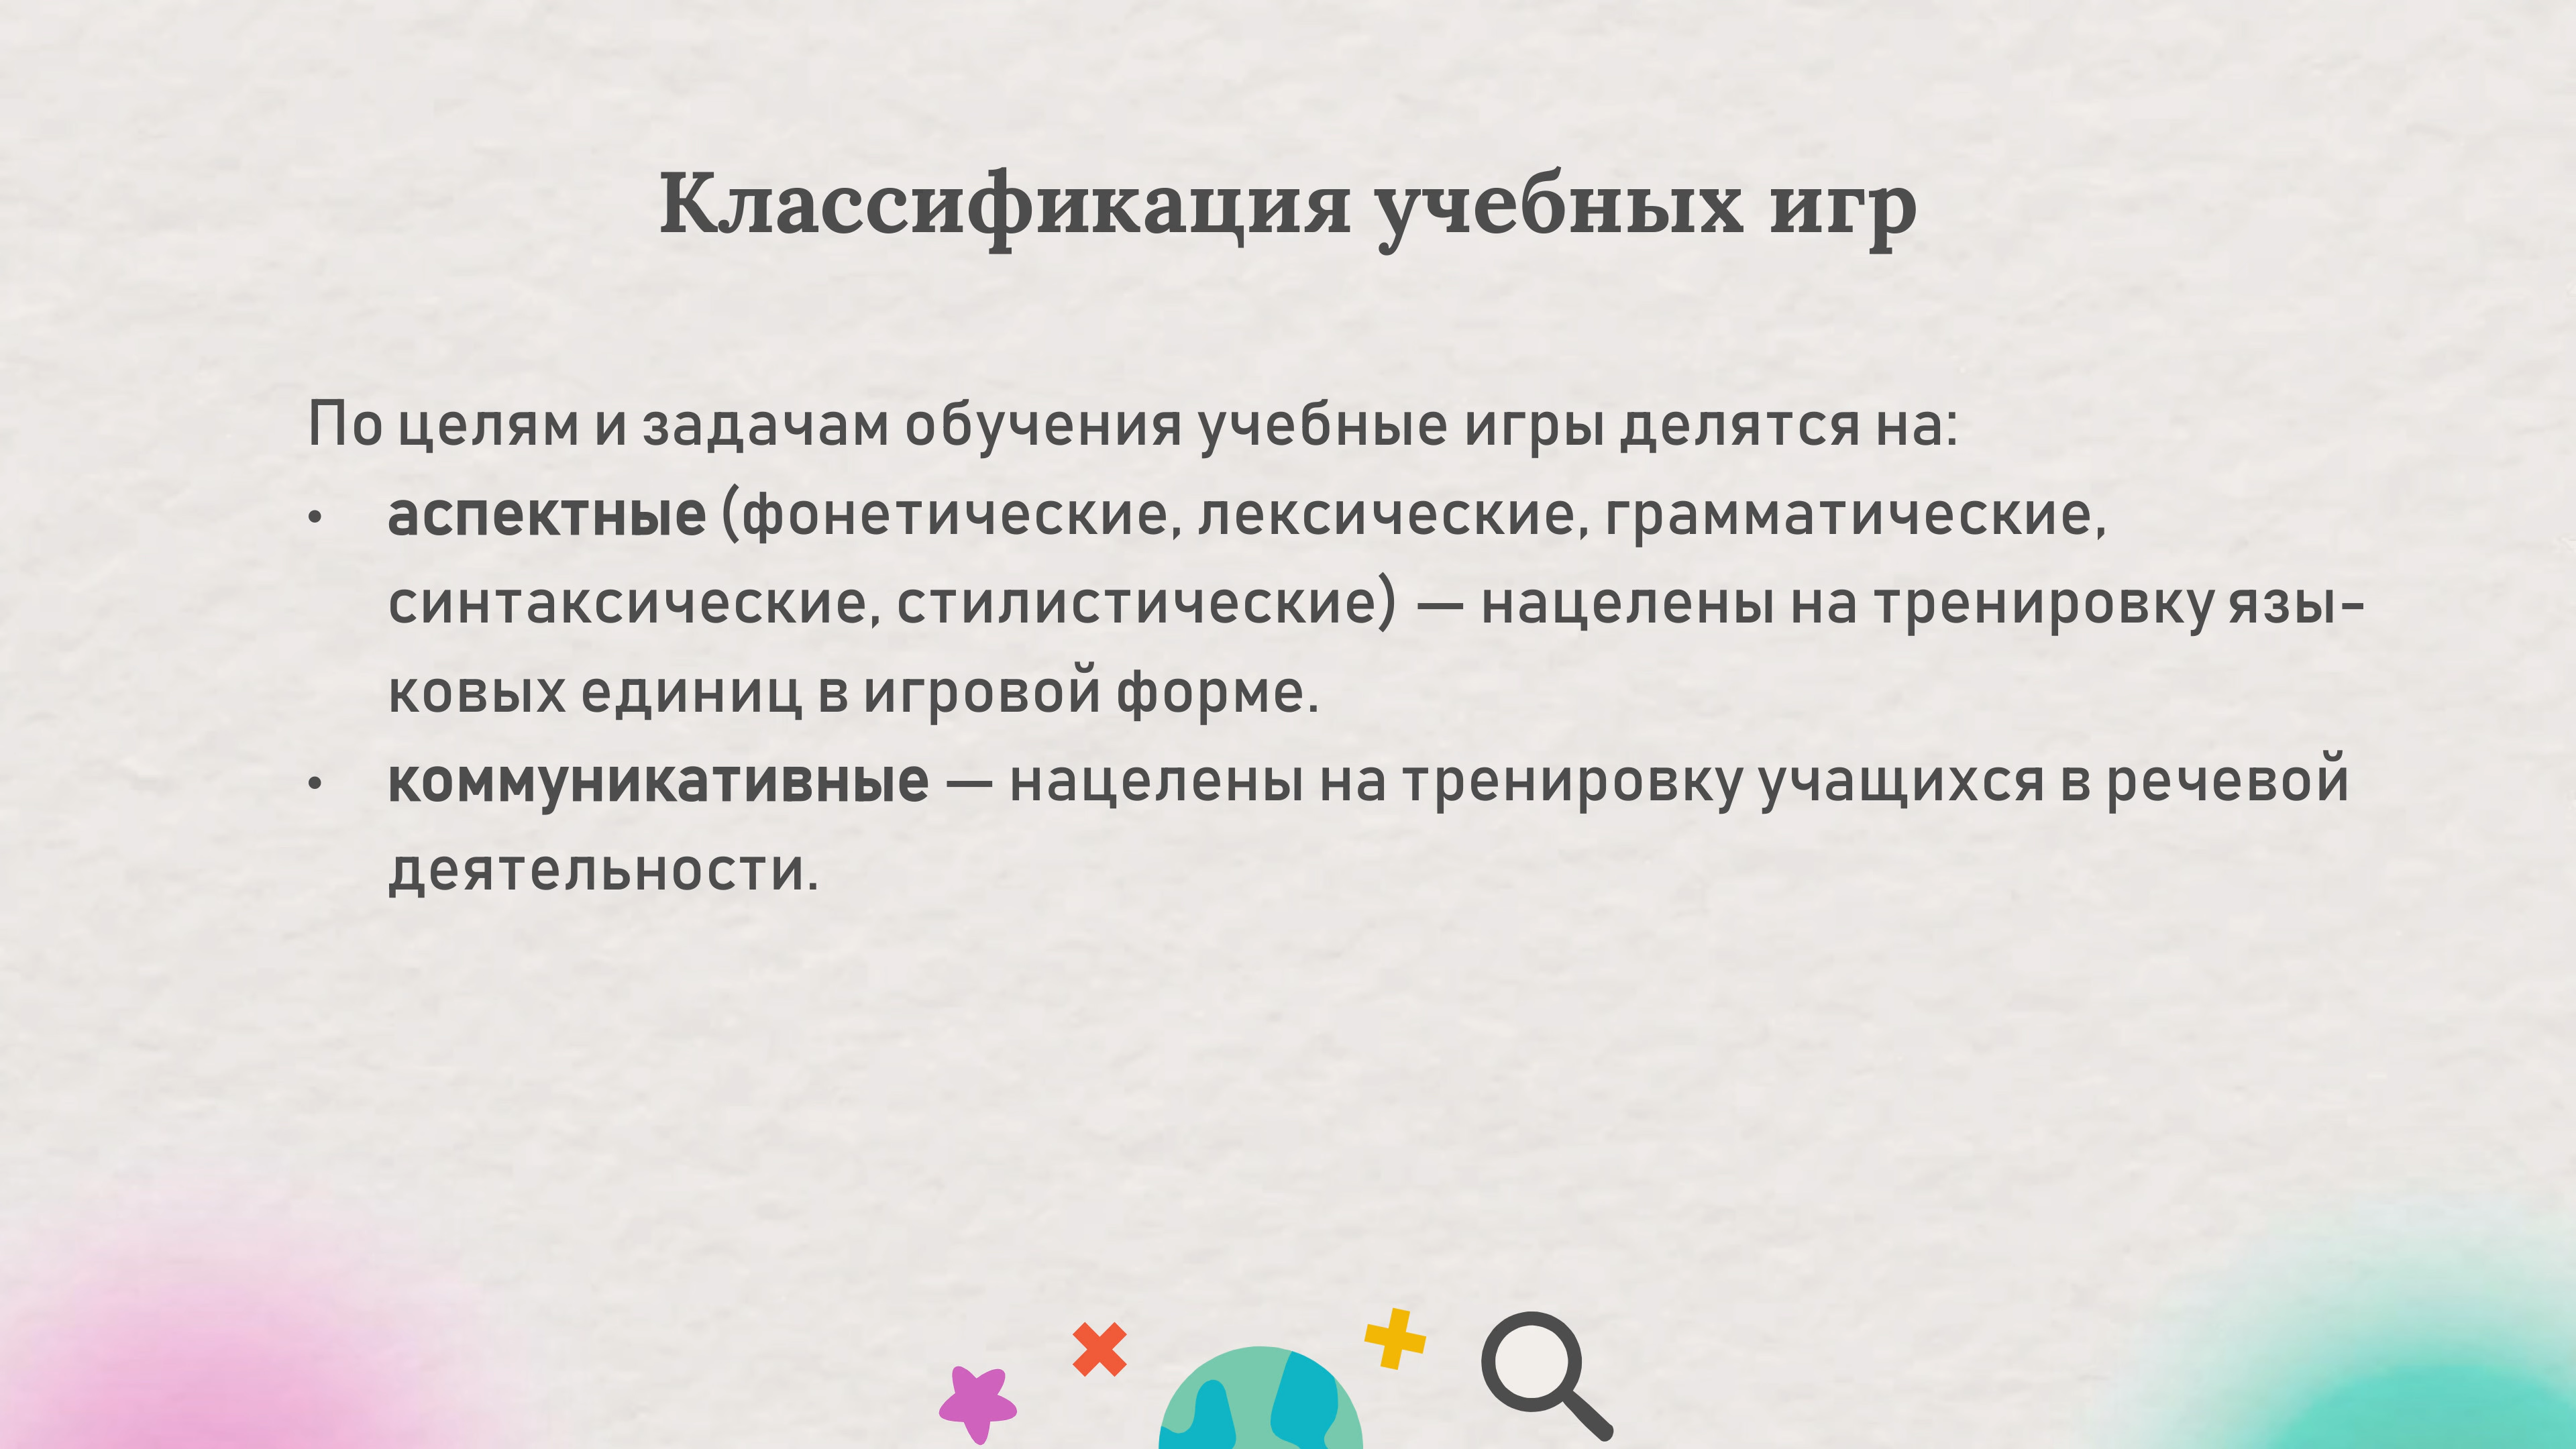 Классификация учебных игр
По целям и задачам обучения учебные игры делятся на:
• аспектные (фонетические, лексические, грамматические,
синтаксические, стилистические) — нацелены на тренировку язы-
ковых единиц в игровой форме.
• коммуникативные — нацелены на тренировку учащихся в речевой
деятельности.